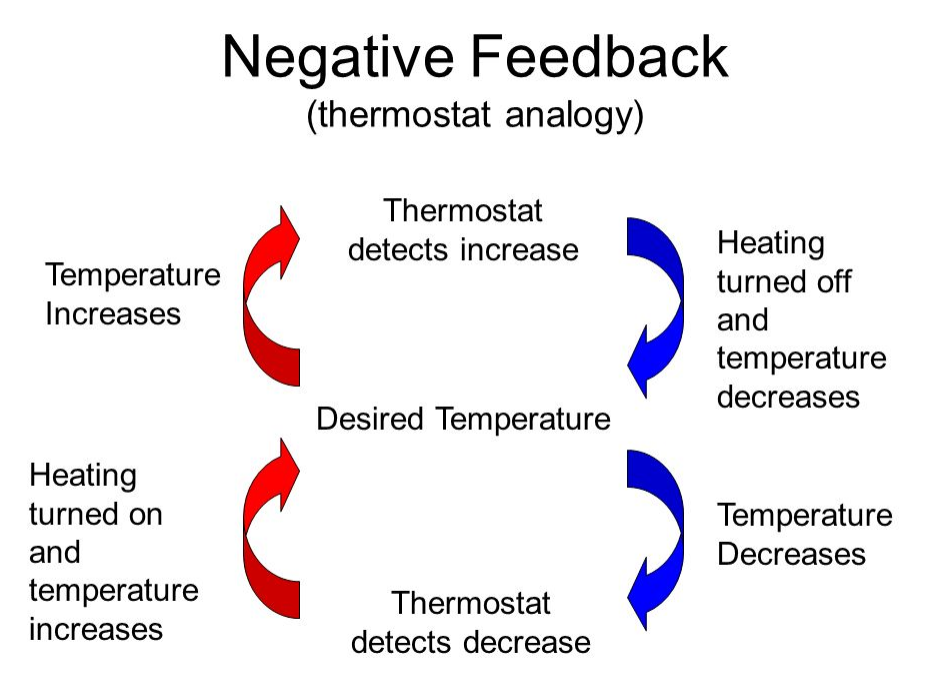 Negative Feedback
(thermostat analogy)
Thermostat
detects increase
Temperature
Increases
Heating
turned off
and
temperature
decreases
Desired Temperature
Heating
turned on
and
temperature
increases
Temperature
Decreases
Thermostat
detects decrease